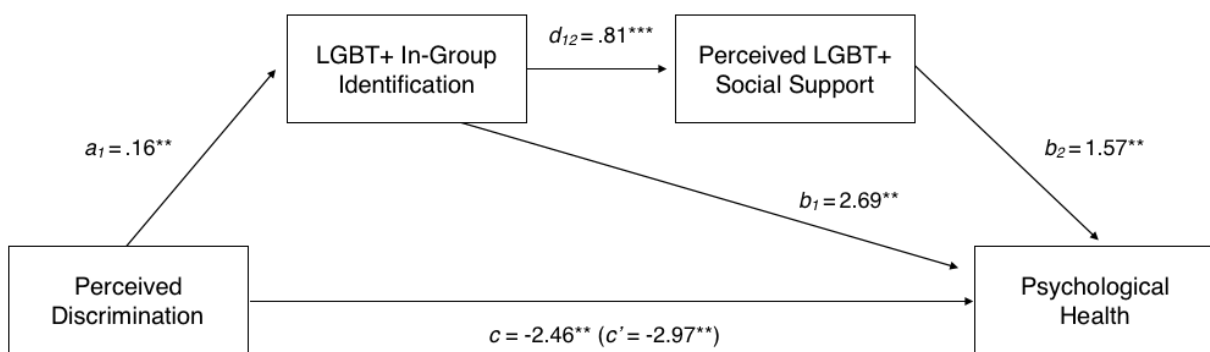 LGBT+ In-Group
Identification
d12 = .81***
Perceived LGBT+
Social Support
a1 = .16**
b2 = 1.57**
b1 = 2.69**
Perceived
Discrimination
Psychological
Health
c = -2.46** (c’ = -2.97**)